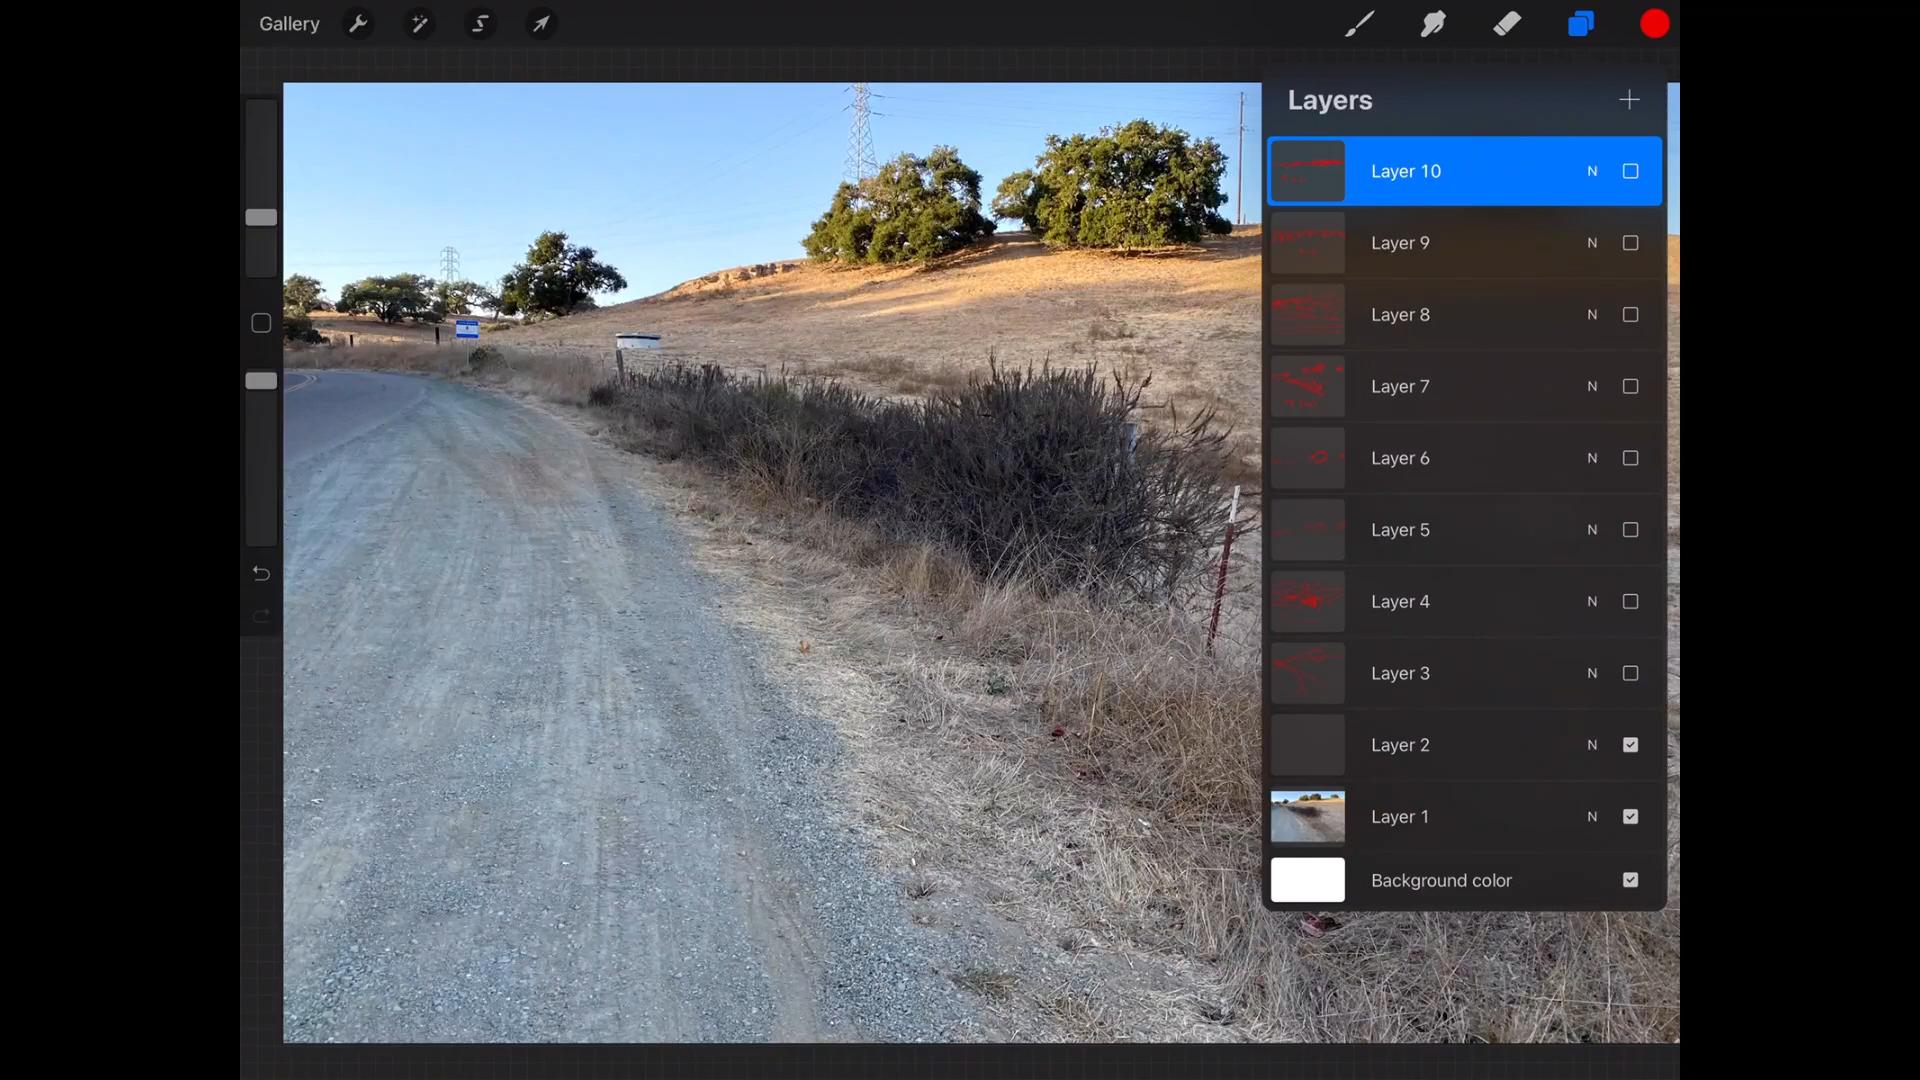 Gallery
Layers
Layer 10 N
Layer 9 N
Layer 8 N
Layer 7 N
Layer 6 N
Layer 5 N
Layer 4 N
Layer 3 N
Layer 2 N
Layer 1 N
Background color